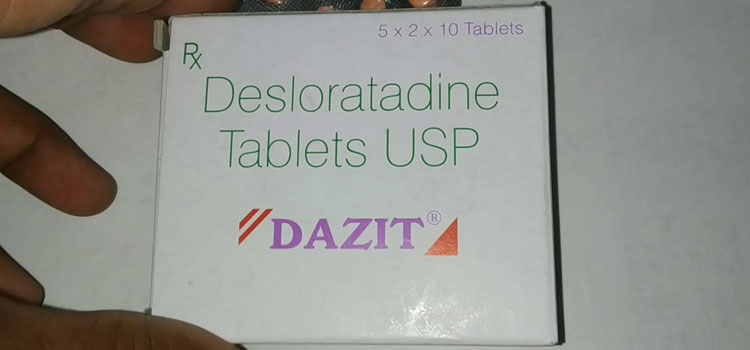 5 x 2 x 10 Tablets
Rx
Desloratadine
Tablets USP
DAZIT®